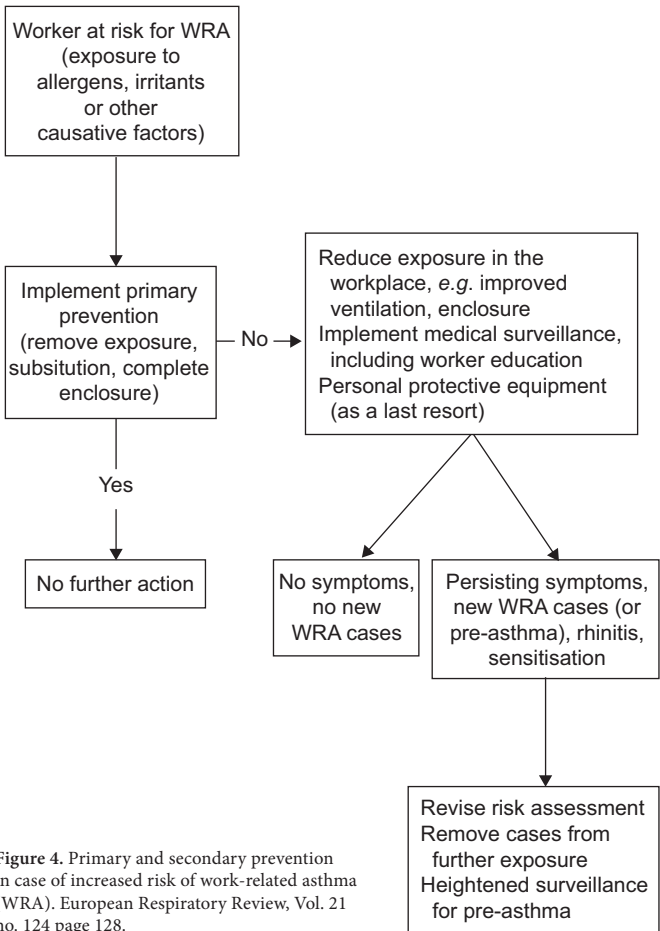 Worker at risk for WRA
(exposure to
allergens, irritants
or other
causative factors)
Implement primary
prevention
(remove exposure,
subsitution, complete
enclosure)
No
Reduce exposure in the
workplace, e.g. improved
ventilation, enclosure
Implement medical surveillance,
including worker education
Personal protective equipment
(as a last resort)
Yes
No further action
No symptoms,
no new
WRA cases
Persisting symptoms,
new WRA cases (or
pre-asthma), rhinitis,
sensitisation
Revise risk assessment
Remove cases from
further exposure
Heightened surveillance
for pre-asthma
Figure 4. Primary and secondary prevention
in case of increased risk of work-related asthma
(WRA). European Respiratory Review, Vol. 21
no. 124 page 128.